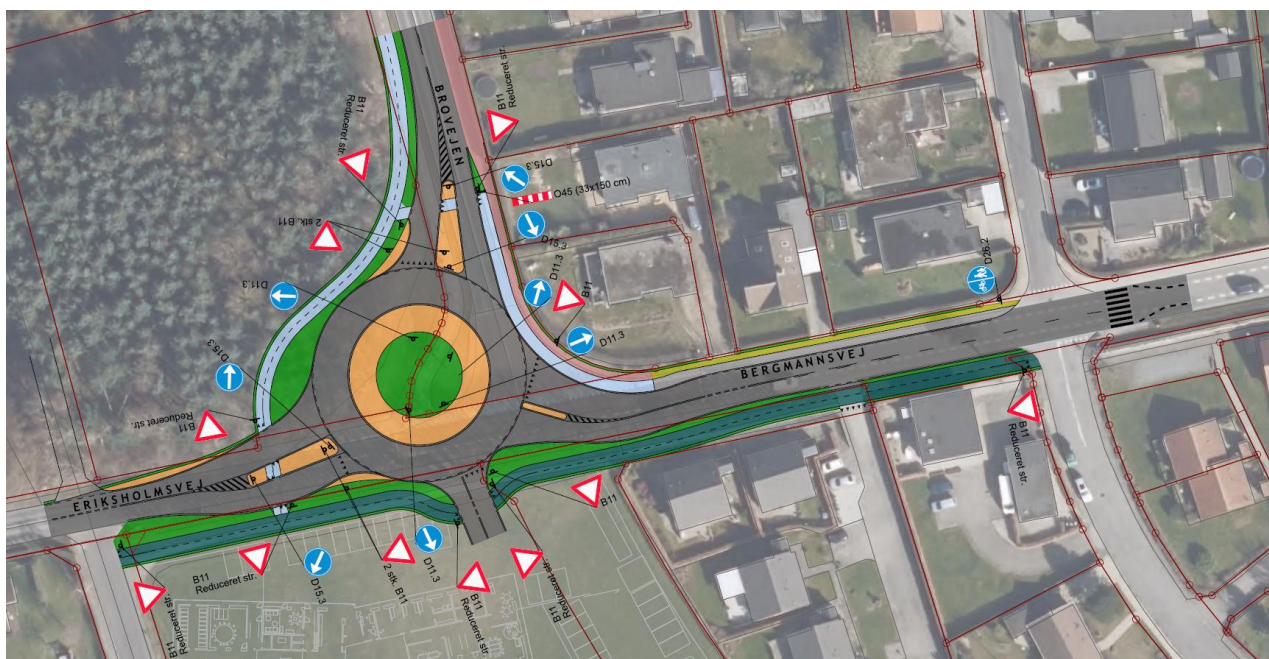 B11
Reduceret str.
BROVEJEN
B11
Reduceret str.
D15.3
O45 (33x150 cm)
2 stk. B11
D15.3
D11.3
B11
D11.3
D11.3
D15.3
D26.2
BERGMANNSVEJ
B11
Reduceret str.
ERIKSHOLMSVEJ
B11
Reduceret str.
B11
B11
Reduceret str.
D15.3
2 stk. B11
D11.3
B11
Reduceret str.
B11
Reduceret str.
B11
Reduceret str.